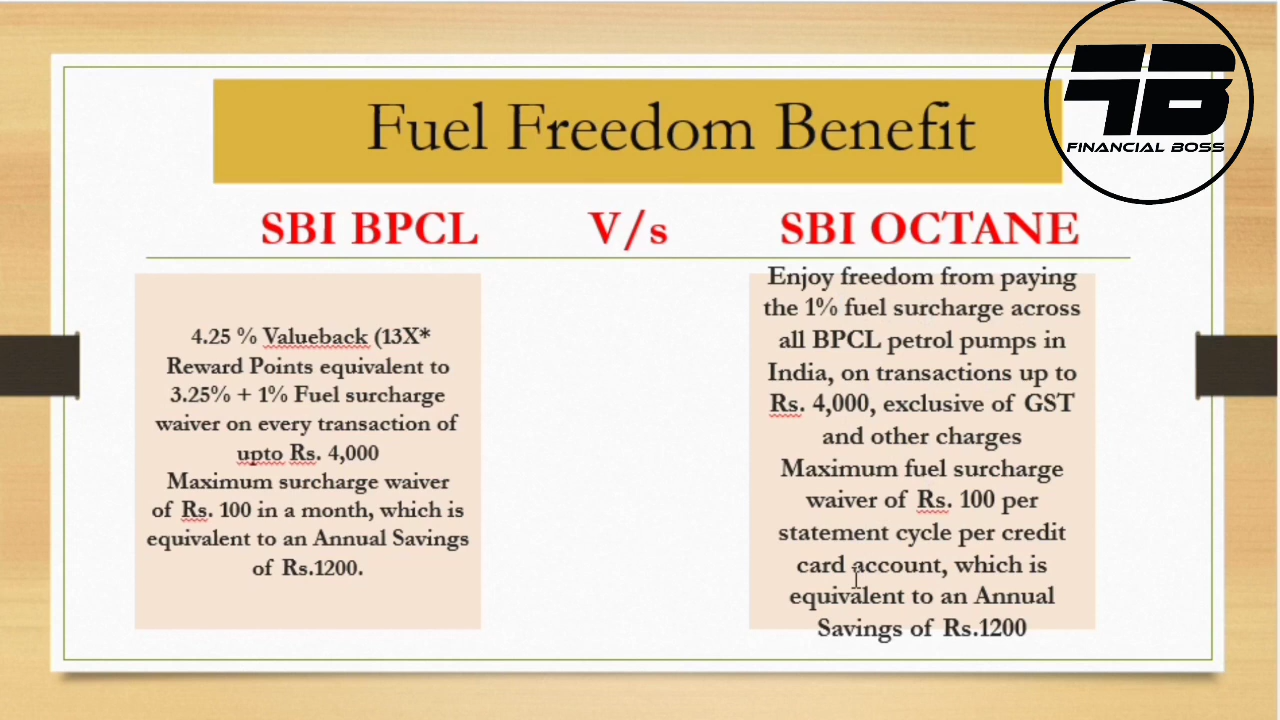 Fuel Freedom Benefit
FB
FINANCIAL BOSS
SBI BPCL V/s SBI OCTANE
4.25 % Valueback (13X*
Reward Points equivalent to
3.25% + 1% Fuel surcharge
waiver on every transaction of
upto Rs. 4,000
Maximum surcharge waiver
of Rs. 100 in a month, which is
equivalent to an Annual Savings
of Rs.1200.
Enjoy freedom from paying
the 1% fuel surcharge across
all BPCL petrol pumps in
India, on transactions up to
Rs. 4,000, exclusive of GST
and other charges
Maximum fuel surcharge
waiver of Rs. 100 per
statement cycle per credit
card account, which is
equivalent to an Annual
Savings of Rs.1200